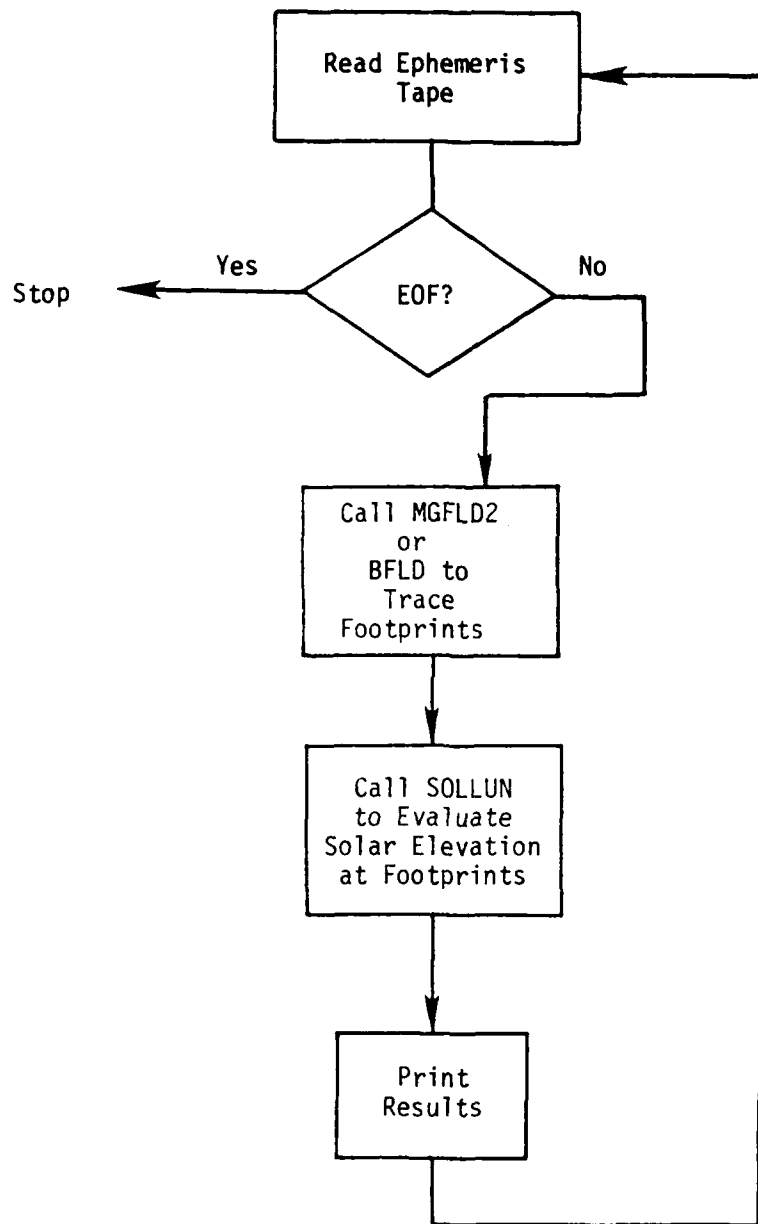 Read Ephemeris
Tape
Yes
No
Stop
EOF?
Call MGFLD2
or
BFLD to
Trace
Footprints
Call SOLLUN
to Evaluate
Solar Elevation
at Footprints
Print
Results